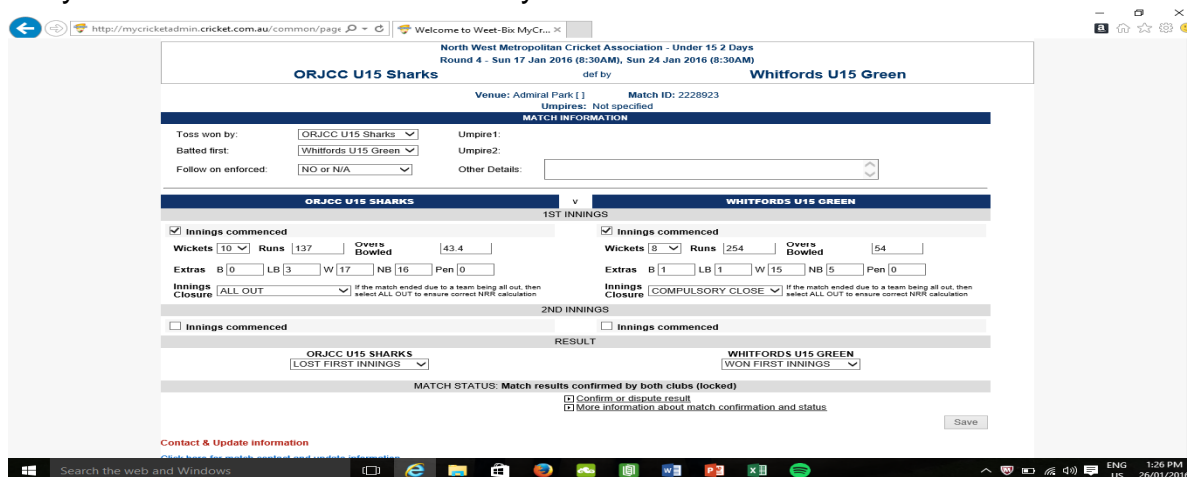 http://mycricketadmin.cricket.com.au/common/page
Welcome to Weet-Bix MyCr...
North West Metropolitan Cricket Association - Under 15 2 Days
Round 4 - Sun 17 Jan 2016 (8:30AM), Sun 24 Jan 2016 (8:30AM)
ORJCC U15 Sharks def by Whitfords U15 Green
Venue: Admiral Park [ ] Match ID: 2228923
Umpires: Not specified
MATCH INFORMATION
Toss won by: ORJCC U15 Sharks Umpire1:
Batted first: Whitfords U15 Green Umpire2:
Follow on enforced: NO or N/A Other Details:
ORJCC U15 SHARKS v WHITFORDS U15 GREEN
1ST INNINGS
Innings commenced Innings commenced
Wickets 10 Runs 137 Overs Bowled 43.4 Wickets 8 Runs 254 Overs Bowled 54
Extras B 0 LB 3 W 17 NB 16 Pen 0 Extras B 1 LB 1 W 15 NB 5 Pen 0
Innings Closure ALL OUT If the match ended due to a team being all out, then select ALL OUT to ensure correct NRR calculation Innings Closure COMPULSORY CLOSE If the match ended due to a team being all out, then select ALL OUT to ensure correct NRR calculation
2ND INNINGS
Innings commenced Innings commenced
RESULT
ORJCC U15 SHARKS WHITFORDS U15 GREEN
LOST FIRST INNINGS WON FIRST INNINGS
MATCH STATUS: Match results confirmed by both clubs (locked)
Confirm or dispute result
More information about match confirmation and status
Save
Contact & Update information
Search the web and Windows
ENG 1:26 PM
US 26/01/2016